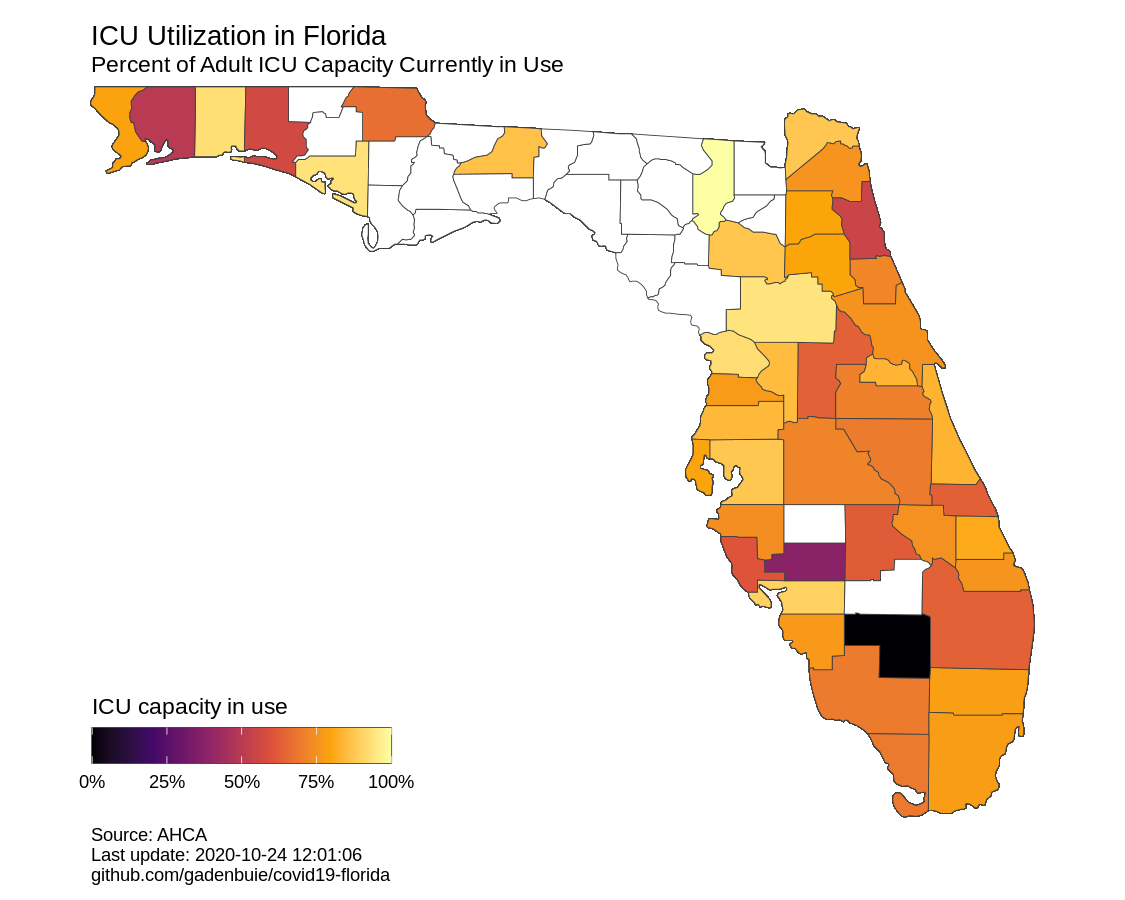 ICU Utilization in Florida
Percent of Adult ICU Capacity Currently in Use
ICU capacity in use
0% 25% 50% 75% 100%
Source: AHCA
Last update: 2020-10-24 12:01:06
github.com/gadenbuie/covid19-florida